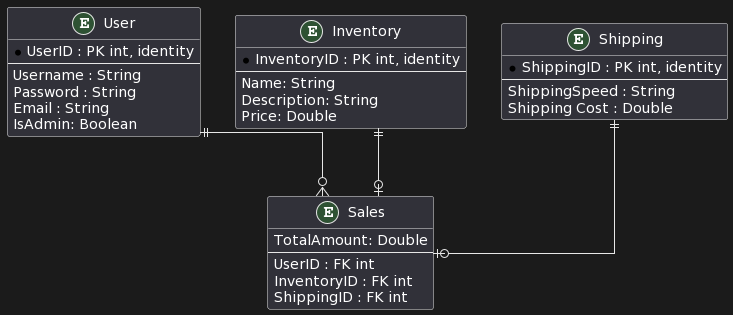 E User
* UserID : PK int, identity
Username : String
Password : String
Email : String
IsAdmin: Boolean
E Inventory
* InventoryID : PK int, identity
Name: String
Description: String
Price: Double
E Shipping
* ShippingID : PK int, identity
ShippingSpeed : String
Shipping Cost : Double
E Sales
TotalAmount: Double
UserID : FK int
InventoryID : FK int
ShippingID : FK int